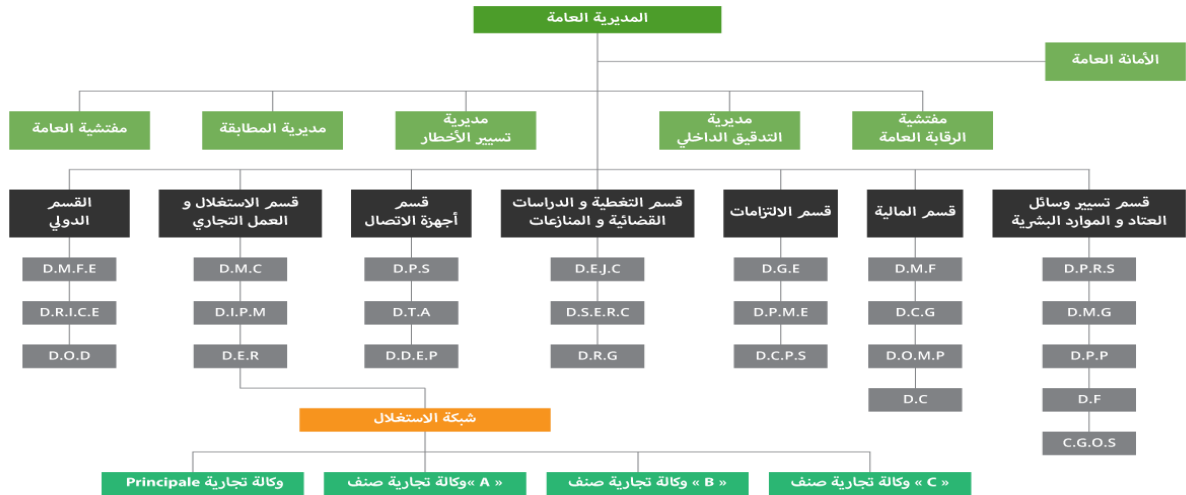 المديرية العامة
الأمانة العامة
مفتشية
الرقابة العامة
مديرية
التدقيق الداخلي
مديرية
تسيير الأخطار
مديرية المطابقة
مفتشية العامة
قسم تسيير وسائل
العتاد و الموارد البشرية
قسم المالية
قسم الالتزامات
قسم التغطية و الدراسات
القضائية و المنازعات
قسم
أجهزة الاتصال
قسم الاستغلال و
العمل التجاري
القسم
الدولي
D.P.R.S
D.M.F
D.G.E
D.E.J.C
D.P.S
D.M.C
D.M.F.E
D.M.G
D.C.G
D.P.M.E
D.S.E.R.C
D.T.A
D.I.P.M
D.R.I.C.E
D.P.P
D.O.M.P
D.C.P.S
D.R.G
D.D.E.P
D.E.R
D.O.D
D.F
D.C
C.G.O.S
شبكة الاستغلال
وكالة تجارية صنف « C »
وكالة تجارية صنف « B »
وكالة تجارية صنف« A »
وكالة تجارية Principale